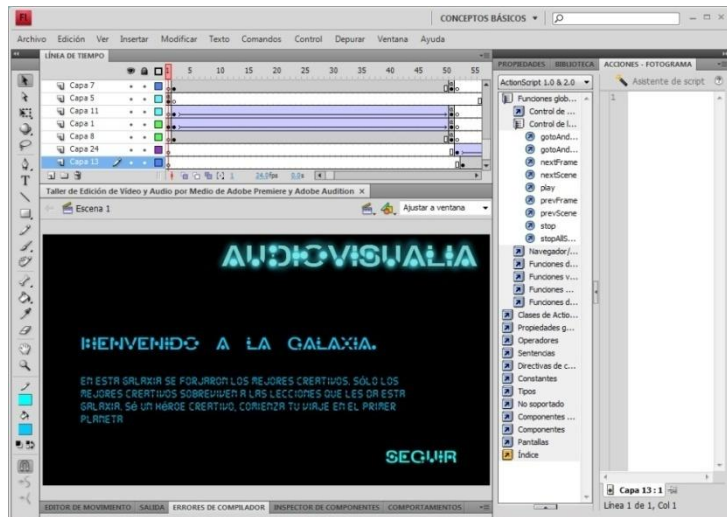 FL
CONCEPTOS BÁSICOS
Archivo Edición Ver Insertar Modificar Texto Comandos Control Depurar Ventana Ayuda
LÍNEA DE TIEMPO
1 5 10 15 20 25 30 35 40 45 50 55
Capa 7
Capa 5
Capa 11
Capa 1
Capa 8
Capa 24
Capa 13
1 24.0fps 0.0s
Taller de Edición de Video y Audio por Medio de Adobe Premiere y Adobe Audition
Escena 1
Ajustar a ventana
AUDIOVISUALIA
BIENVENIDO A LA GALAXIA.
EN ESTA GALAXIA SE FORJARON LOS MEJORES CREATIVOS. SÓLO LOS
MEJORES CREATIVOS SOBREVIVEN A LAS LECCIONES QUE LES DA ESTA
GALAXIA. SÉ UN HÉROE CREATIVO, COMIENZA TU VIAJE EN EL PRIMER
PLANETA
SEGUIR
EDITOR DE MOVIMIENTO SALIDA ERRORES DE COMPILADOR INSPECTOR DE COMPONENTES COMPORTAMIENTOS
PROPIEDADES BIBLIOTECA ACCIONES - FOTOGRAMA
ActionScript 1.0 & 2.0
Asistente de script
Funciones glob...
Control de ...
Control de l...
gotoAnd...
gotoAnd...
nextFrame
nextScene
play
prevFrame
prevScene
stop
stopAllS...
Navegador/...
Funciones d...
Funciones v...
Funciones ...
Funciones d...
Clases de Actio...
Propiedades g...
Operadores
Sentencias
Directivas de c...
Constantes
Tipos
No soportado
Componentes ...
Componentes
Pantallas
Índice
1
Capa 13 : 1
Línea 1 de 1, Col 1